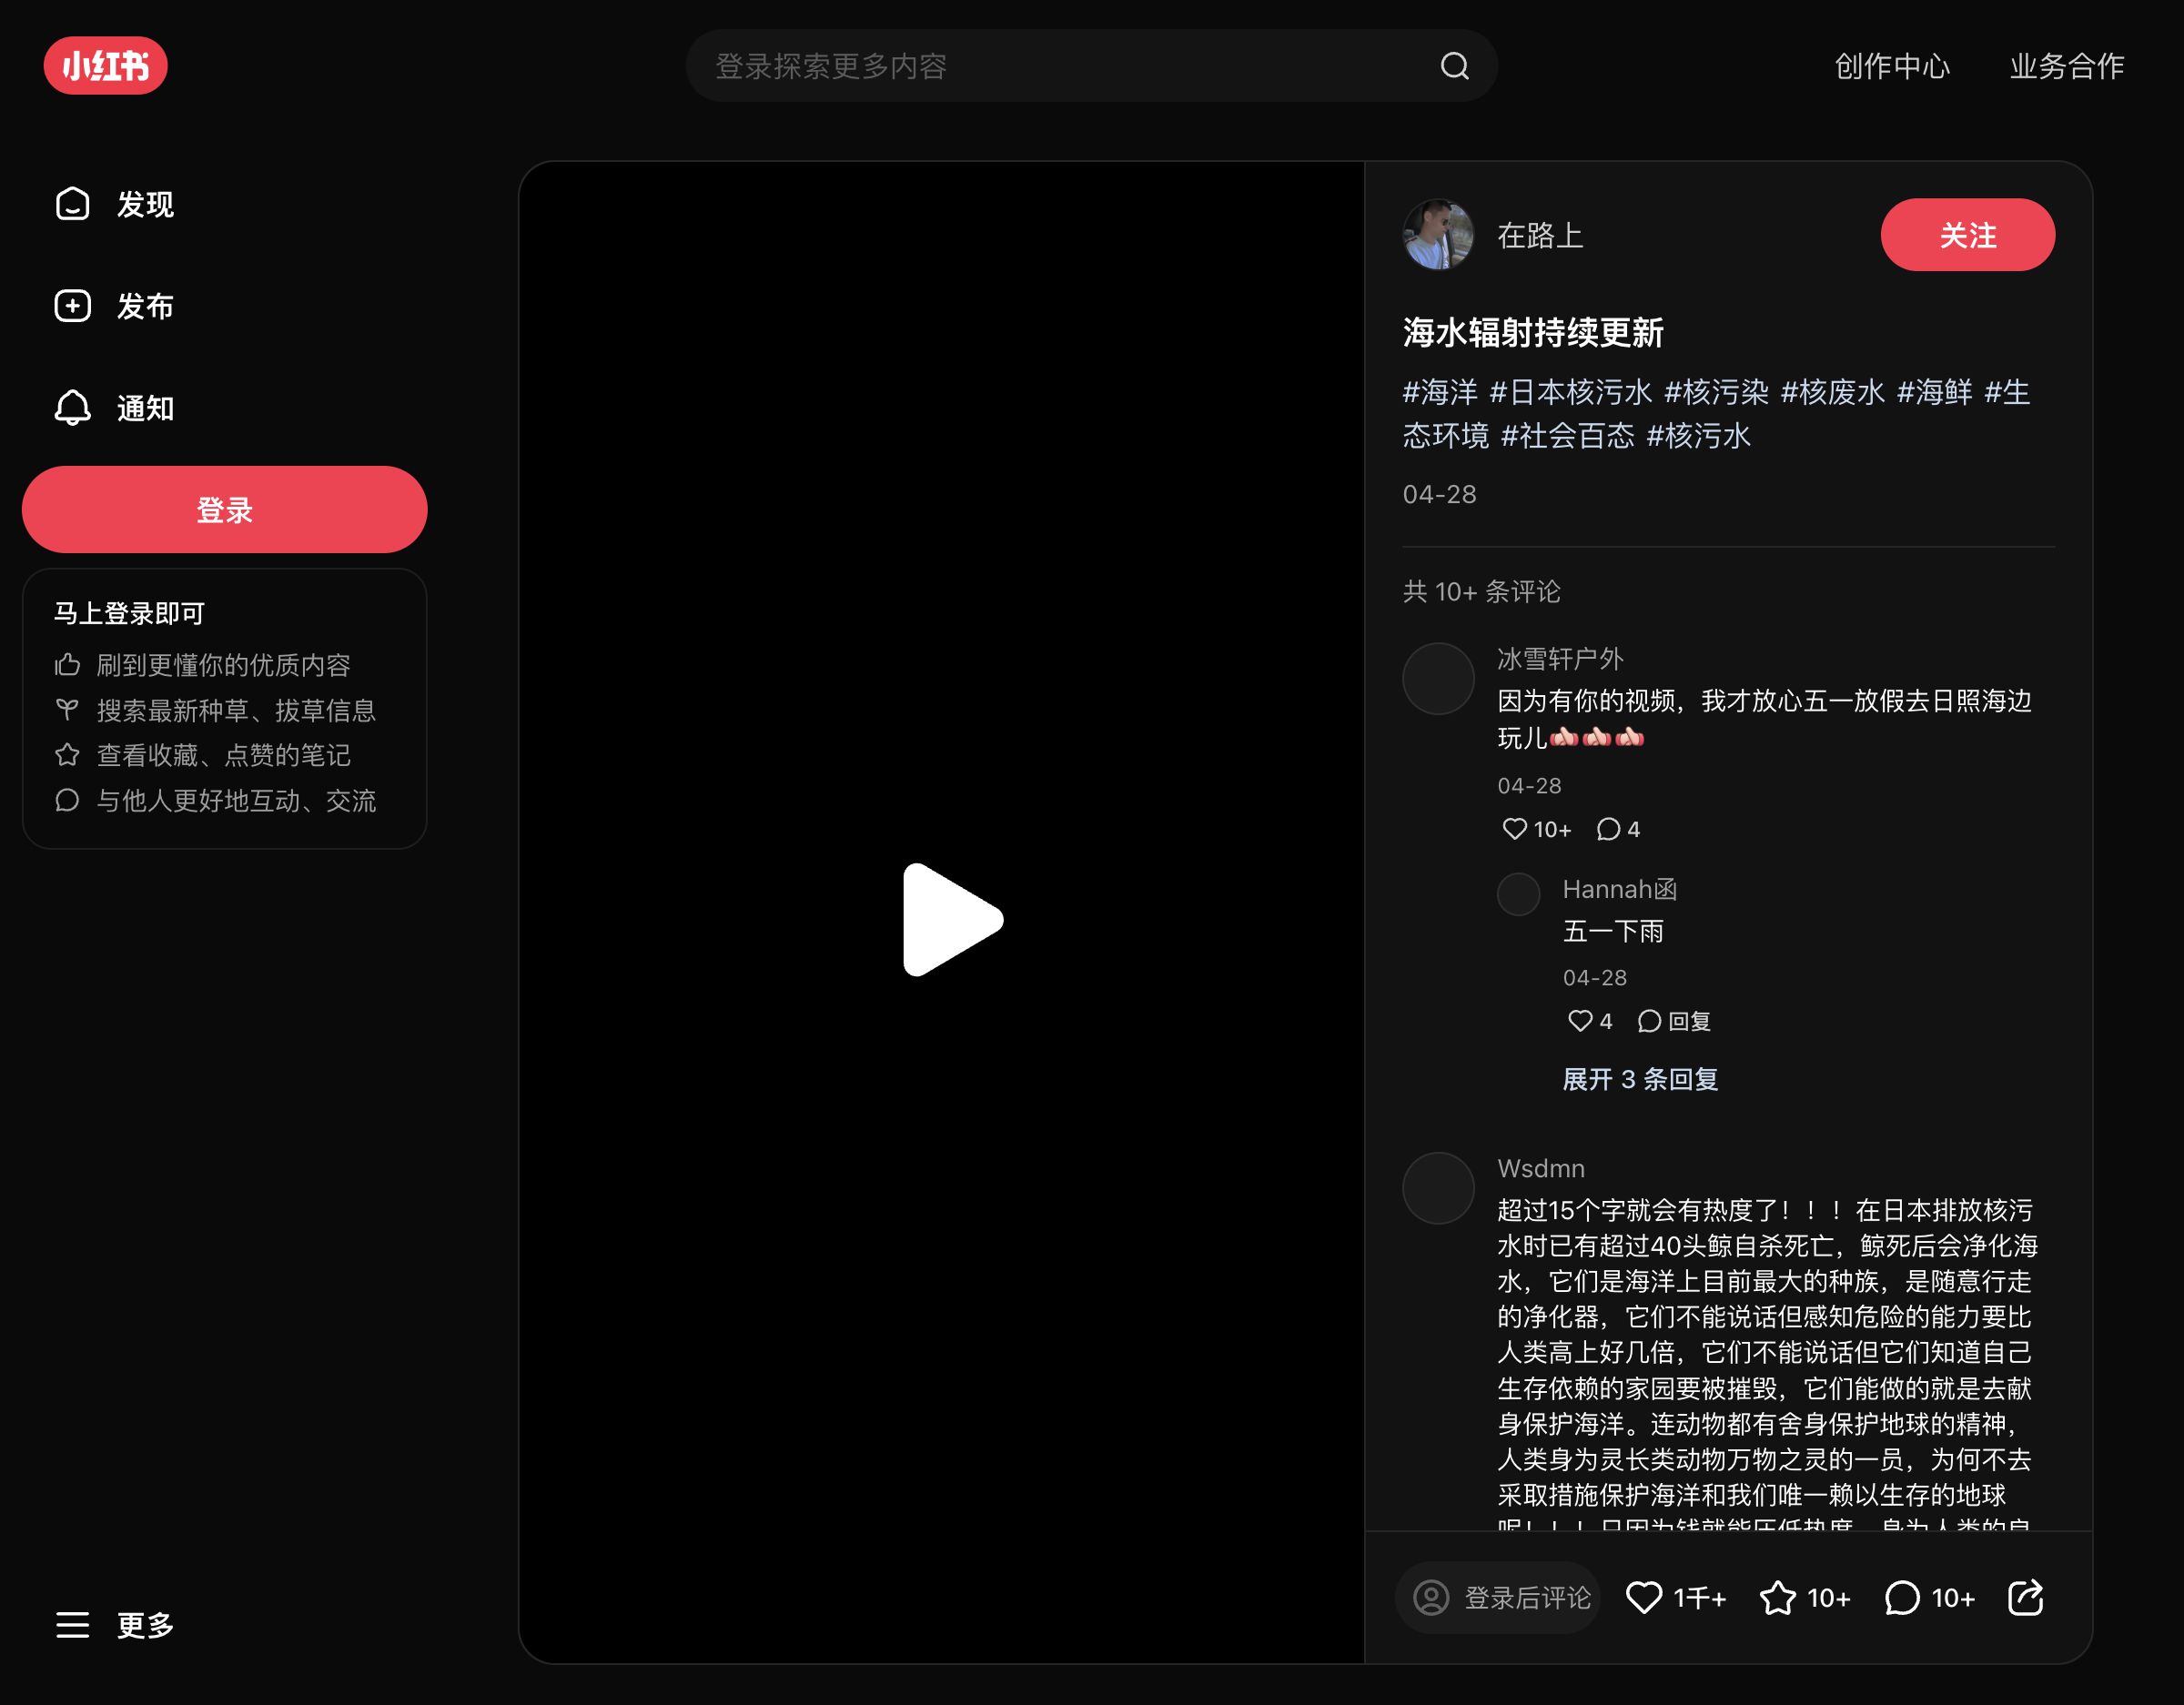 小红书
登录探索更多内容
创作中心
业务合作
发现
发布
通知
登录
马上登录即可
刷到更懂你的优质内容
搜索最新种草、拔草信息
查看收藏、点赞的笔记
与他人更好地互动、交流
更多
在路上
关注
海水辐射持续更新
#海洋 #日本核污水 #核污染 #核废水 #海鲜 #生
态环境 #社会百态 #核污水
04-28
共 10+ 条评论
冰雪轩户外
因为有你的视频，我才放心五一放假去日照海边
玩儿👍🏻👍🏻👍🏻
04-28
10+ 4
Hannah函
五一下雨
04-28
4 回复
展开 3 条回复
Wsdmn
超过15个字就会有热度了！！！在日本排放核污
水时已有超过40头鲸自杀死亡，鲸死后会净化海
水，它们是海洋上目前最大的种族，是随意行走
的净化器，它们不能说话但感知危险的能力要比
人类高上好几倍，它们不能说话但它们知道自己
生存依赖的家园要被摧毁，它们能做的就是去献
身保护海洋。连动物都有舍身保护地球的精神，
人类身为灵长类动物万物之灵的一员，为何不去
采取措施保护海洋和我们唯一赖以生存的地球
登录后评论 1千+ 10+ 10+